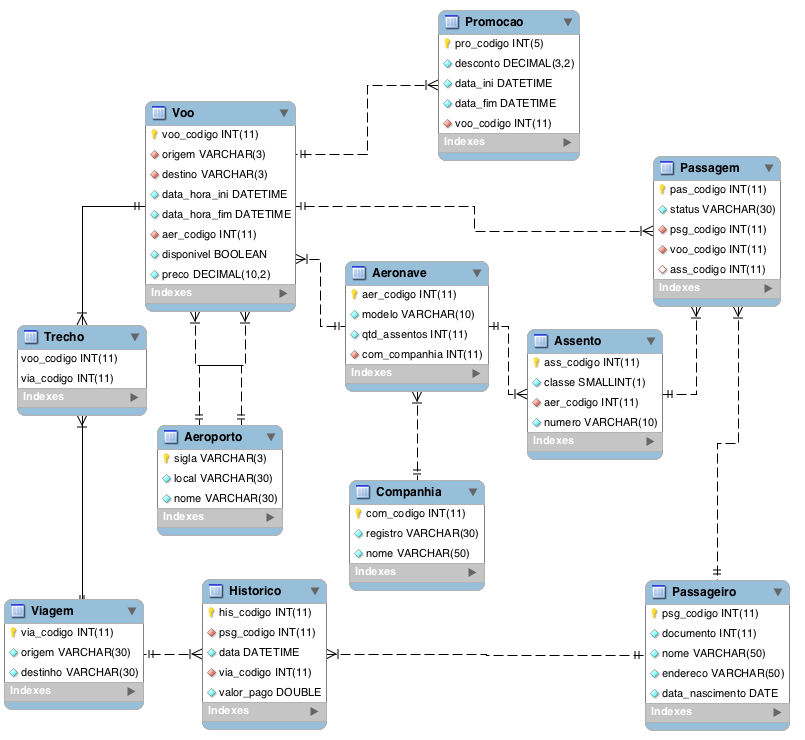 Promocao
pro_codigo INT(5)
desconto DECIMAL(3,2)
data_ini DATETIME
data_fim DATETIME
voo_codigo INT(11)
Indexes
Voo
voo_codigo INT(11)
origem VARCHAR(3)
destino VARCHAR(3)
data_hora_ini DATETIME
data_hora_fim DATETIME
aer_codigo INT(11)
disponivel BOOLEAN
preco DECIMAL(10,2)
Indexes
Passagem
pas_codigo INT(11)
status VARCHAR(30)
psg_codigo INT(11)
voo_codigo INT(11)
ass_codigo INT(11)
Indexes
Aeronave
aer_codigo INT(11)
modelo VARCHAR(10)
qtd_assentos INT(11)
com_companhia INT(11)
Indexes
Trecho
voo_codigo INT(11)
via_codigo INT(11)
Indexes
Assento
ass_codigo INT(11)
classe SMALLINT(1)
aer_codigo INT(11)
numero VARCHAR(10)
Indexes
Aeroporto
sigla VARCHAR(3)
local VARCHAR(30)
nome VARCHAR(30)
Indexes
Companhia
com_codigo INT(11)
registro VARCHAR(30)
nome VARCHAR(50)
Indexes
Viagem
via_codigo INT(11)
origem VARCHAR(30)
destinho VARCHAR(30)
Indexes
Historico
his_codigo INT(11)
psg_codigo INT(11)
data DATETIME
via_codigo INT(11)
valor_pago DOUBLE
Indexes
Passageiro
psg_codigo INT(11)
documento INT(11)
nome VARCHAR(50)
endereco VARCHAR(50)
data_nascimento DATE
Indexes